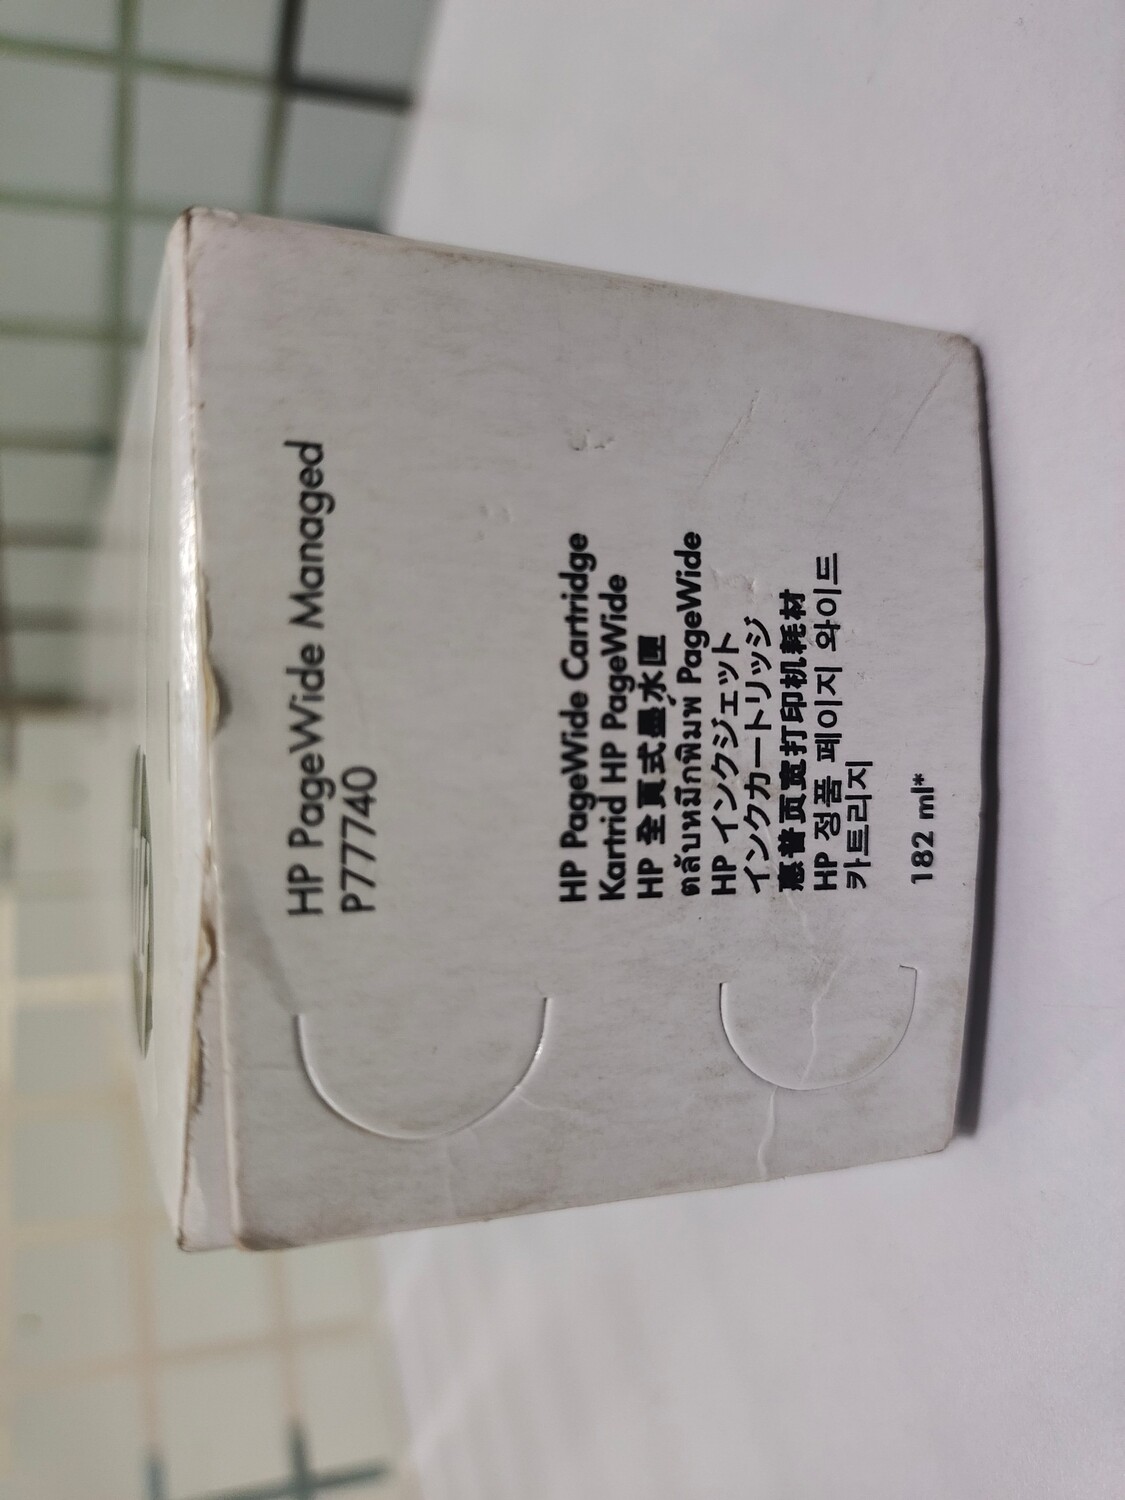 HP PageWide Managed
P77740
HP PageWide Cartridge
Kartrid HP PageWide
HP 全頁式墨水匣
ตลับหมึกพิมพ์ PageWide
HP インクジェット
インクカートリッジ
惠普页宽打印机耗材
HP 정품 페이지 와이드
카트리지
182 ml*
hp